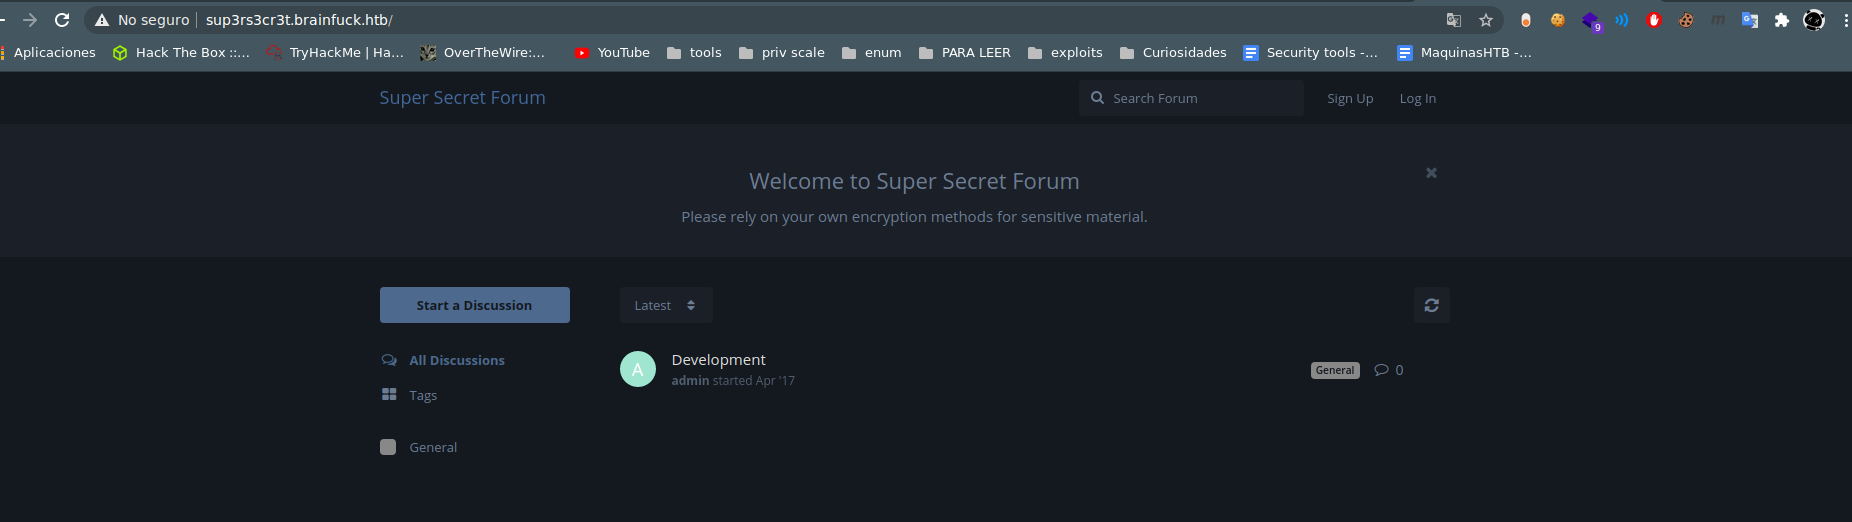 No seguro sup3rs3cr3t.brainfuck.htb/
9
Aplicaciones Hack The Box ::... TryHackMe | Ha... OverTheWire:... YouTube tools priv scale enum PARA LEER exploits Curiosidades Security tools -... MaquinasHTB -...
Super Secret Forum Search Forum Sign Up Log In
Welcome to Super Secret Forum
Please rely on your own encryption methods for sensitive material.
Start a Discussion Latest
All Discussions
Tags
General
A Development
admin started Apr '17
General 0